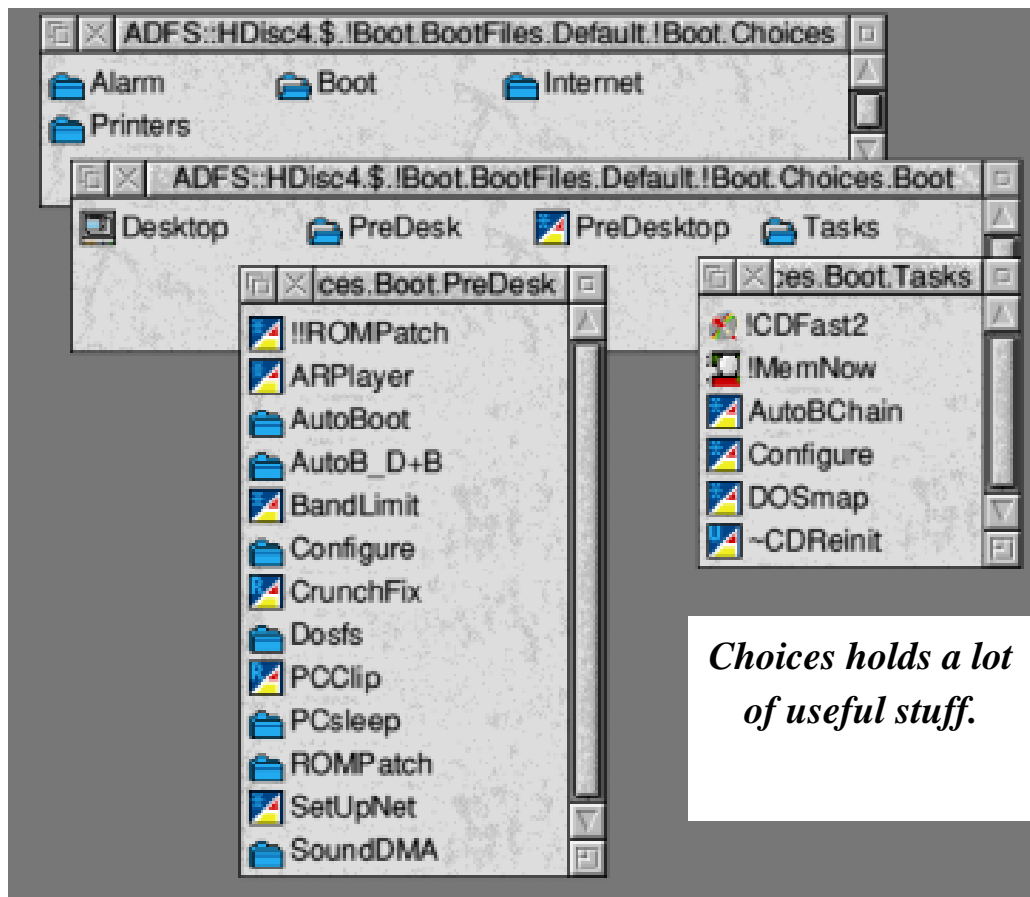 ADFS::HDisc4.$.!Boot.BootFiles.Default.!Boot.Choices
Alarm Boot Internet
Printers
ADFS::HDisc4.$.!Boot.BootFiles.Default.!Boot.Choices.Boot
Desktop PreDesk PreDesktop Tasks
ces.Boot.PreDesk
!!ROMPatch
ARPlayer
AutoBoot
AutoB_D+B
BandLimit
Configure
CrunchFix
Dosfs
PCClip
PCsleep
ROMPatch
SetUpNet
SoundDMA
ces.Boot.Tasks
!CDFast2
!MemNow
AutoBChain
Configure
DOSmap
~CDReinit
Choices holds a lot
of useful stuff.